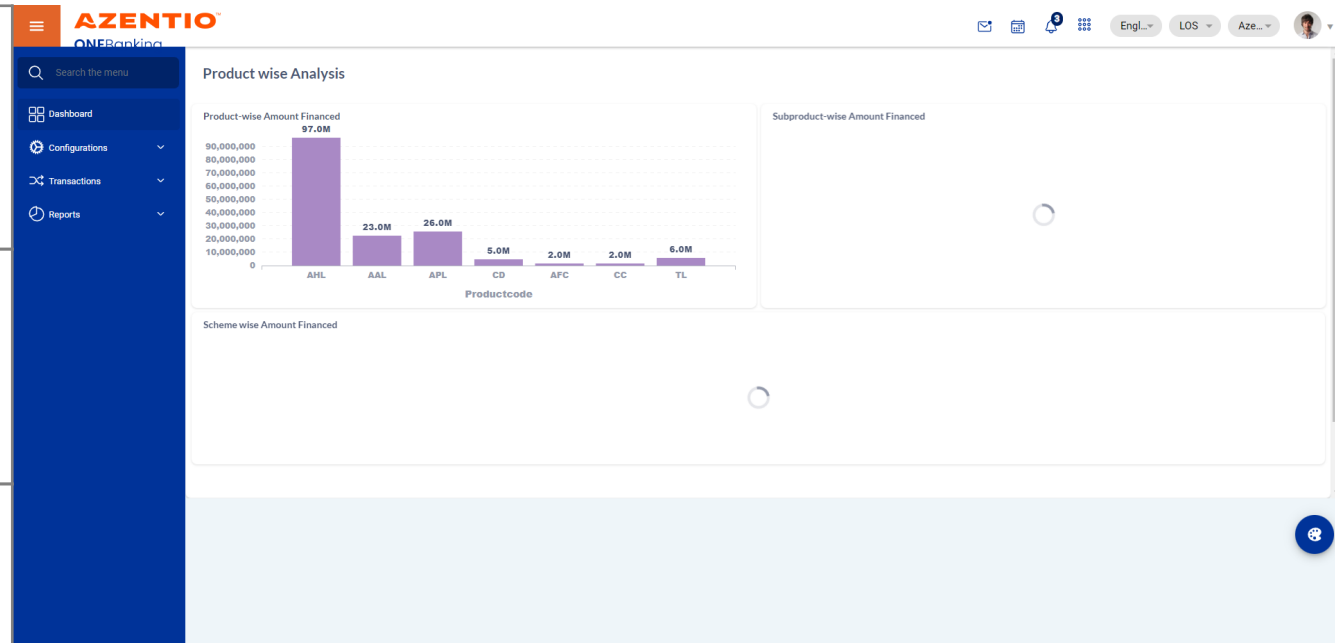 AZENTIO™
ONEBanking
3
Engl...
LOS
Aze...
Search the menu
Dashboard
Configurations
Transactions
Reports
Product wise Analysis
Product-wise Amount Financed
97.0M
90,000,000
80,000,000
70,000,000
60,000,000
50,000,000
40,000,000
30,000,000
20,000,000
10,000,000
0
23.0M
26.0M
5.0M
2.0M
2.0M
6.0M
AHL AAL APL CD AFC CC TL
Productcode
Subproduct-wise Amount Financed
Scheme wise Amount Financed